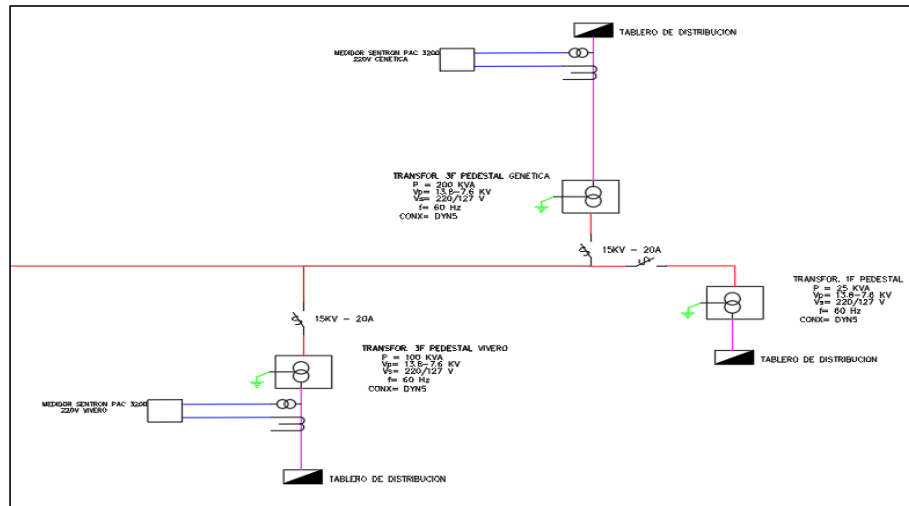 TABLERO DE DISTRIBUCION
MEDIDOR SENTRON PAC 3200
220V GENETICA
TRANSFOR. 3F PEDESTAL GENETICA
P = 200 KVA
Vp= 13.8-7.6 KV
Vs= 220/127 V
f= 60 Hz
CONX= DYN5
15KV - 20A
TRANSFOR. 1F PEDESTAL
P = 25 KVA
Vp= 13.8-7.6 KV
Vs= 220/127 V
f= 60 Hz
CONX= DYN5
TABLERO DE DISTRIBUCION
15KV - 20A
TRANSFOR. 3F PEDESTAL VIVERO
P = 100 KVA
Vp= 13.8-7.6 KV
Vs= 220/127 V
f= 60 Hz
CONX= DYN5
MEDIDOR SENTRON PAC 3200
220V VIVERO
TABLERO DE DISTRIBUCION